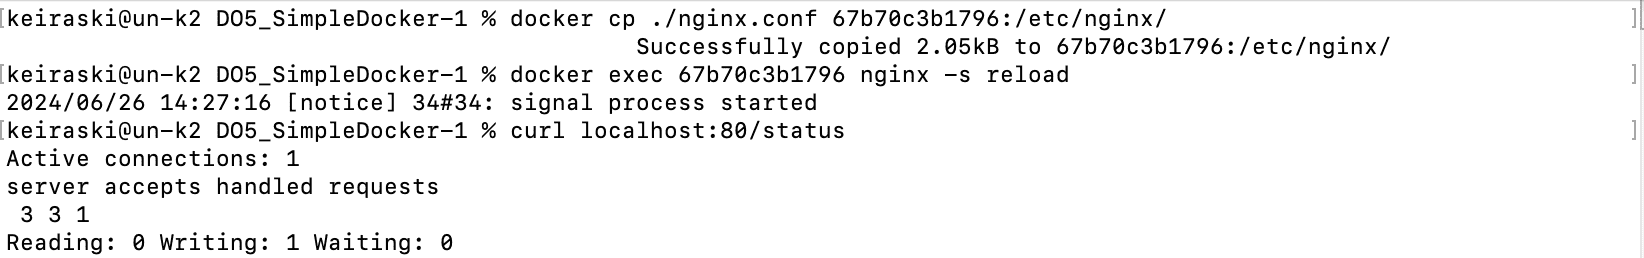 [keiraski@un-k2 DO5_SimpleDocker-1 % docker cp ./nginx.conf 67b70c3b1796:/etc/nginx/ ]
Successfully copied 2.05kB to 67b70c3b1796:/etc/nginx/
[keiraski@un-k2 DO5_SimpleDocker-1 % docker exec 67b70c3b1796 nginx -s reload ]
2024/06/26 14:27:16 [notice] 34#34: signal process started
[keiraski@un-k2 DO5_SimpleDocker-1 % curl localhost:80/status ]
Active connections: 1
server accepts handled requests
 3 3 1
Reading: 0 Writing: 1 Waiting: 0